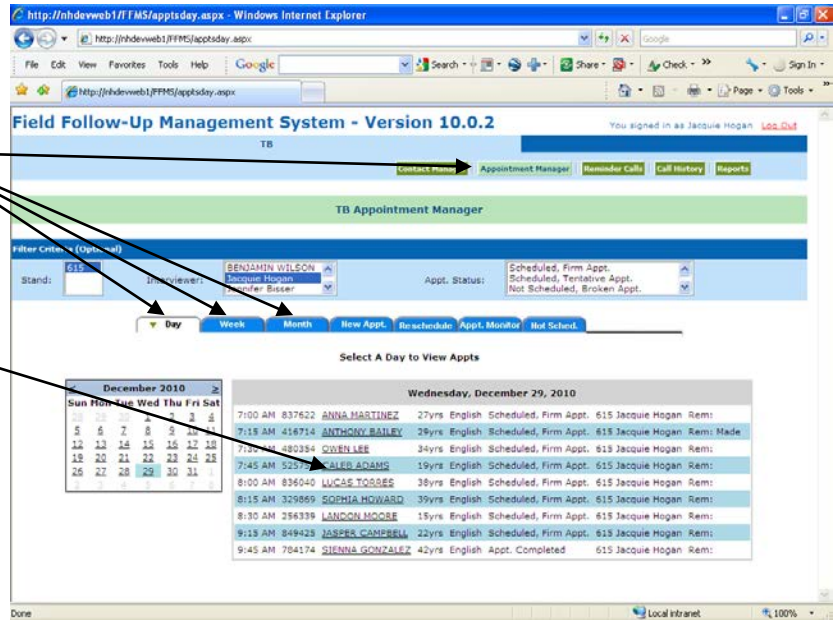 http://nhdevweb1/FFMS/apptsday.aspx - Windows Internet Explorer
http://nhdevweb1/FFMS/apptsday.aspx Google
File Edit View Favorites Tools Help Google Search Share Check Sign In
http://nhdevweb1/FFMS/apptsday.aspx Page Tools
Field Follow-Up Management System - Version 10.0.2 You signed in as Jacquie Hogan Log Out
TB
Contact Manager Appointment Manager Reminder Calls Call History Reports
TB Appointment Manager
Filter Criteria (Optional)
Stand: 615 Interviewer: BENJAMIN WILSON Jacquie Hogan Jennifer Bisser Appt. Status: Scheduled, Firm Appt. Scheduled, Tentative Appt. Not Scheduled, Broken Appt.
Day Week Month New Appt. Reschedule Appt. Monitor Not Sched.
Select A Day to View Appts
< December 2010 >
Sun Mon Tue Wed Thu Fri Sat
28 29 30 1 2 3 4
5 6 7 8 9 10 11
12 13 14 15 16 17 18
19 20 21 22 23 24 25
26 27 28 29 30 31 1
2 3 4 5 6 7 8
Wednesday, December 29, 2010
7:00 AM 837622 ANNA MARTINEZ 27yrs English Scheduled, Firm Appt. 615 Jacquie Hogan Rem:
7:15 AM 416714 ANTHONY BAILEY 29yrs English Scheduled, Firm Appt. 615 Jacquie Hogan Rem: Made
7:30 AM 480354 OWEN LEE 34yrs English Scheduled, Firm Appt. 615 Jacquie Hogan Rem:
7:45 AM CALEB ADAMS 19yrs English Scheduled, Firm Appt. 615 Jacquie Hogan Rem:
8:00 AM 836040 LUCAS TORRES 38yrs English Scheduled, Firm Appt. 615 Jacquie Hogan Rem:
8:15 AM 329869 SOPHIA HOWARD 39yrs English Scheduled, Firm Appt. 615 Jacquie Hogan Rem:
8:30 AM 256339 LANDON MOORE 15yrs English Scheduled, Firm Appt. 615 Jacquie Hogan Rem:
9:15 AM 849425 JASPER CAMPBELL 22yrs English Scheduled, Firm Appt. 615 Jacquie Hogan Rem:
9:45 AM 784174 SIENNA GONZALEZ 42yrs English Appt. Completed 615 Jacquie Hogan Rem:
Done Local intranet 100%